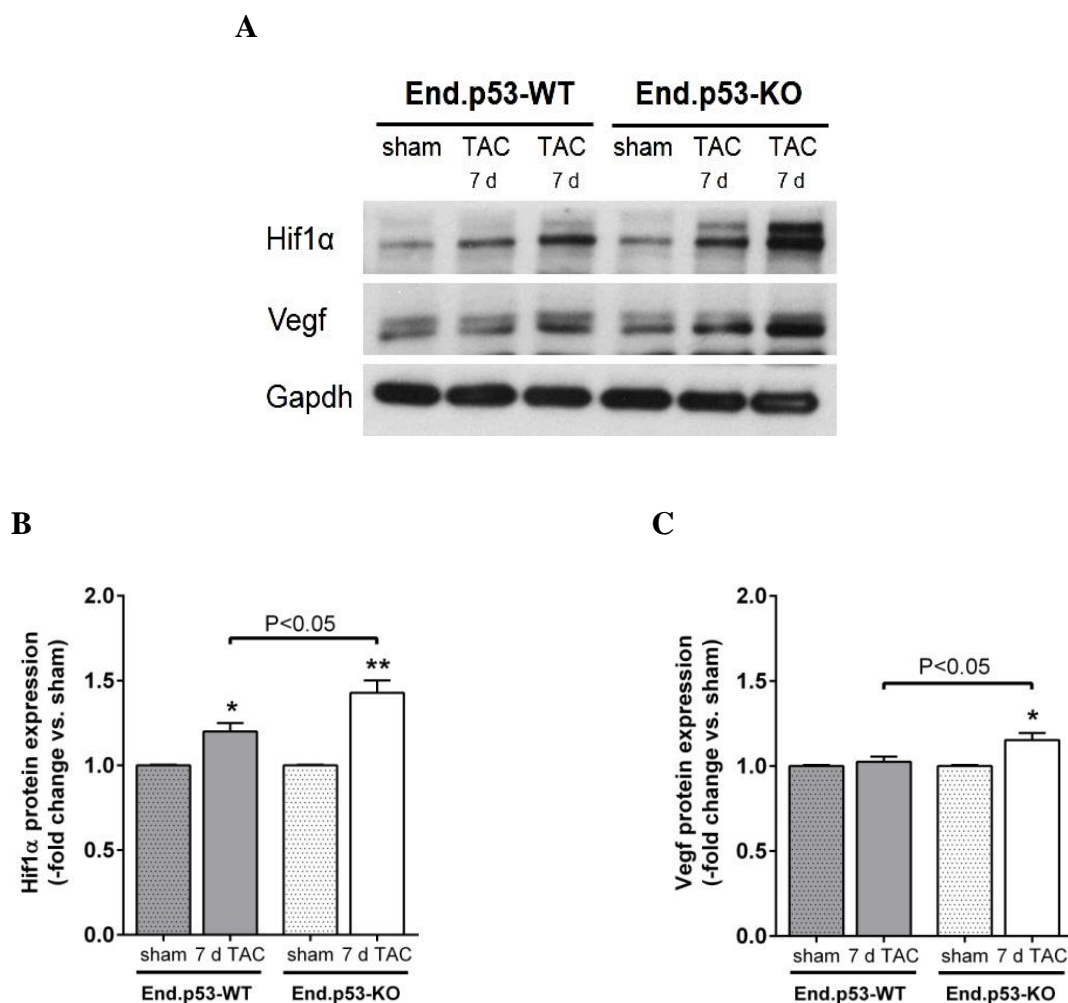 A
End.p53-WT End.p53-KO
sham TAC TAC sham TAC TAC
7 d 7 d 7 d 7 d
Hif1α
Vegf
Gapdh
B
2.0
1.5
1.0
0.5
0.0
Hif1α protein expression
(-fold change vs. sham)
P<0.05
*
**
sham 7 d TAC sham 7 d TAC
End.p53-WT End.p53-KO
C
2.0
1.5
1.0
0.5
0.0
Vegf protein expression
(-fold change vs. sham)
P<0.05
*
sham 7 d TAC sham 7 d TAC
End.p53-WT End.p53-KO